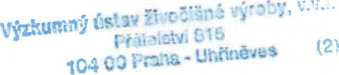 Výzkumný ústav živočišné výroby, v.v.i.
Přátelství 815
104 00 Praha - Uhříněves (2)